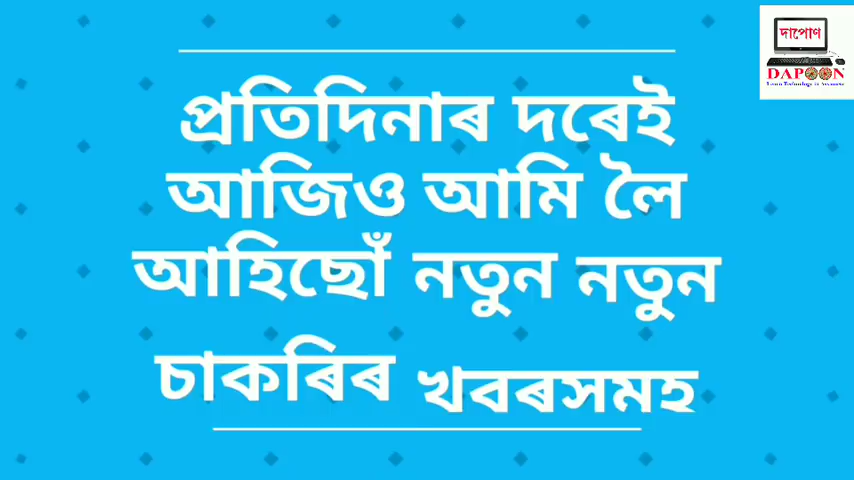 প্ৰতিদিনাৰ দৰেই
আজিও আমি লৈ
আহিছোঁ নতুন নতুন
চাকৰিৰ খবৰসমহ
দাপোণ
DAPOON